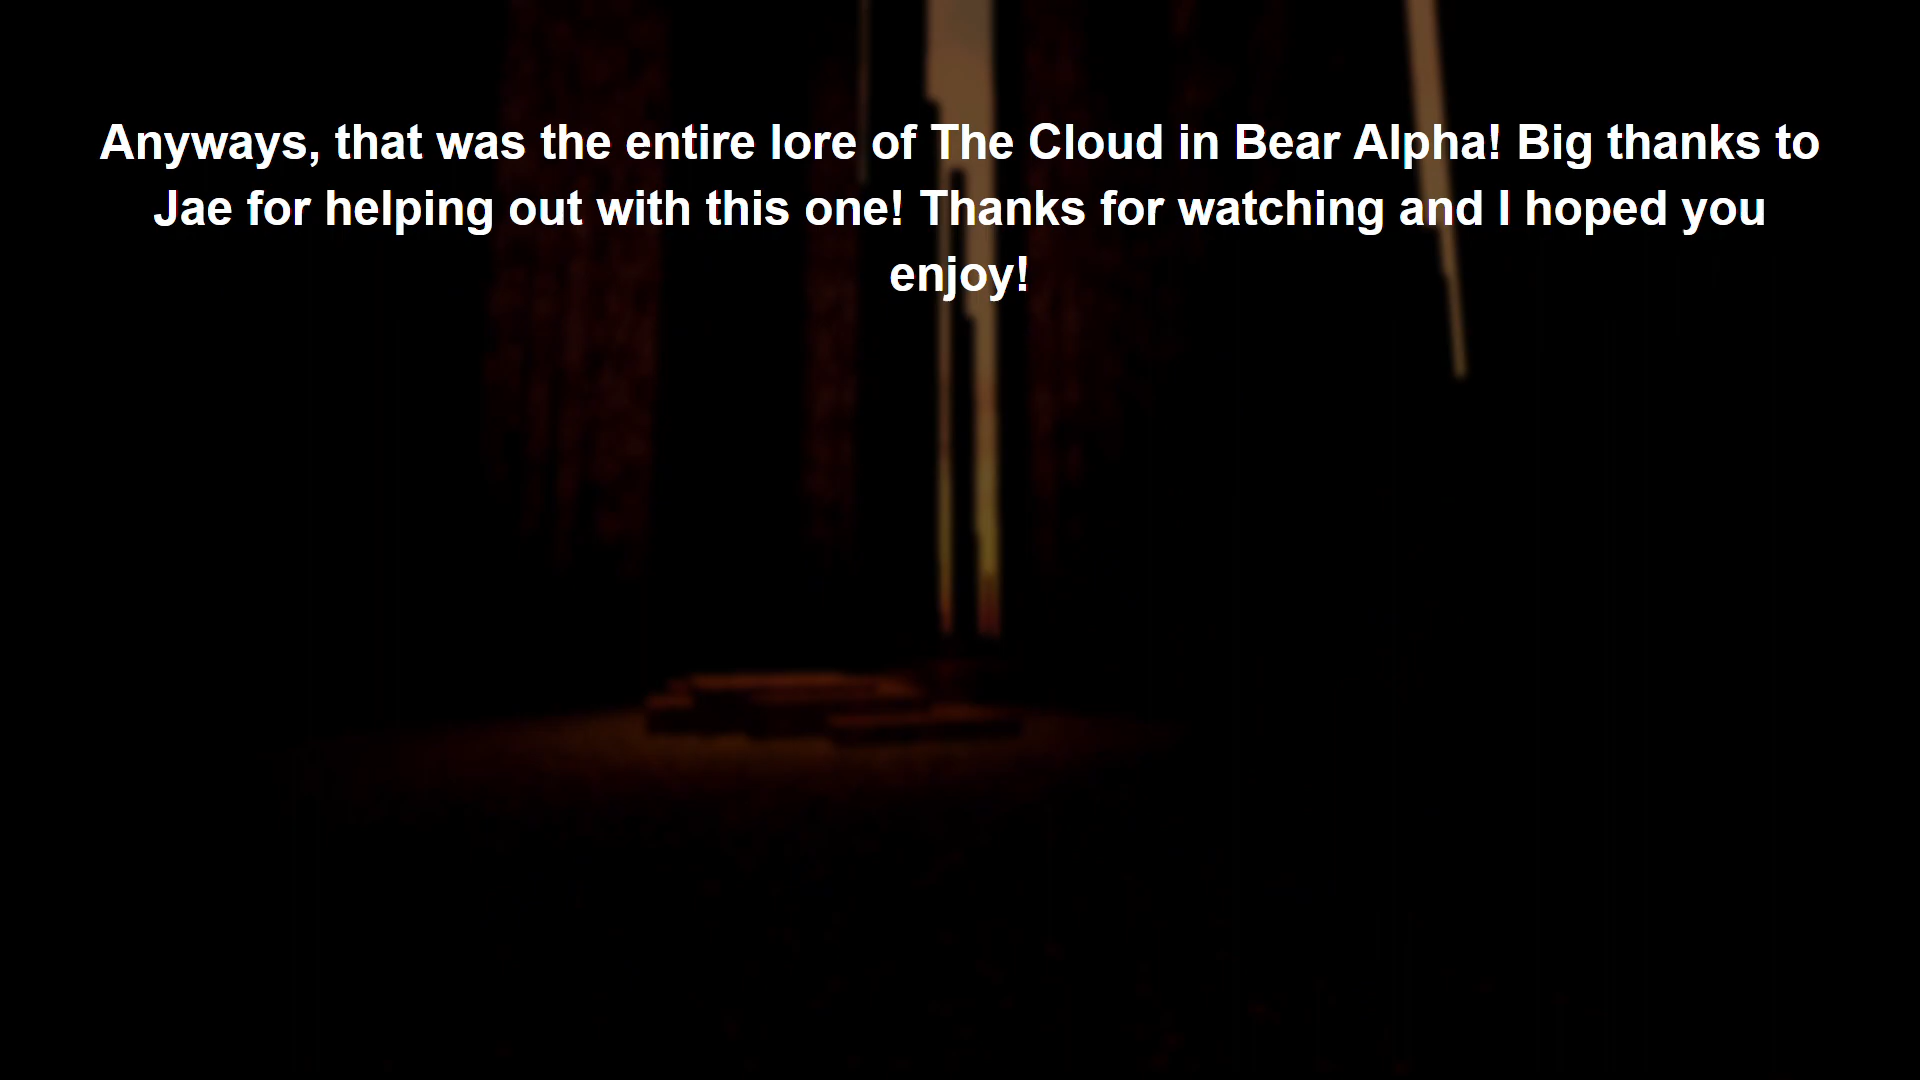 Anyways, that was the entire lore of The Cloud in Bear Alpha! Big thanks to
Jae for helping out with this one! Thanks for watching and I hoped you
enjoy!